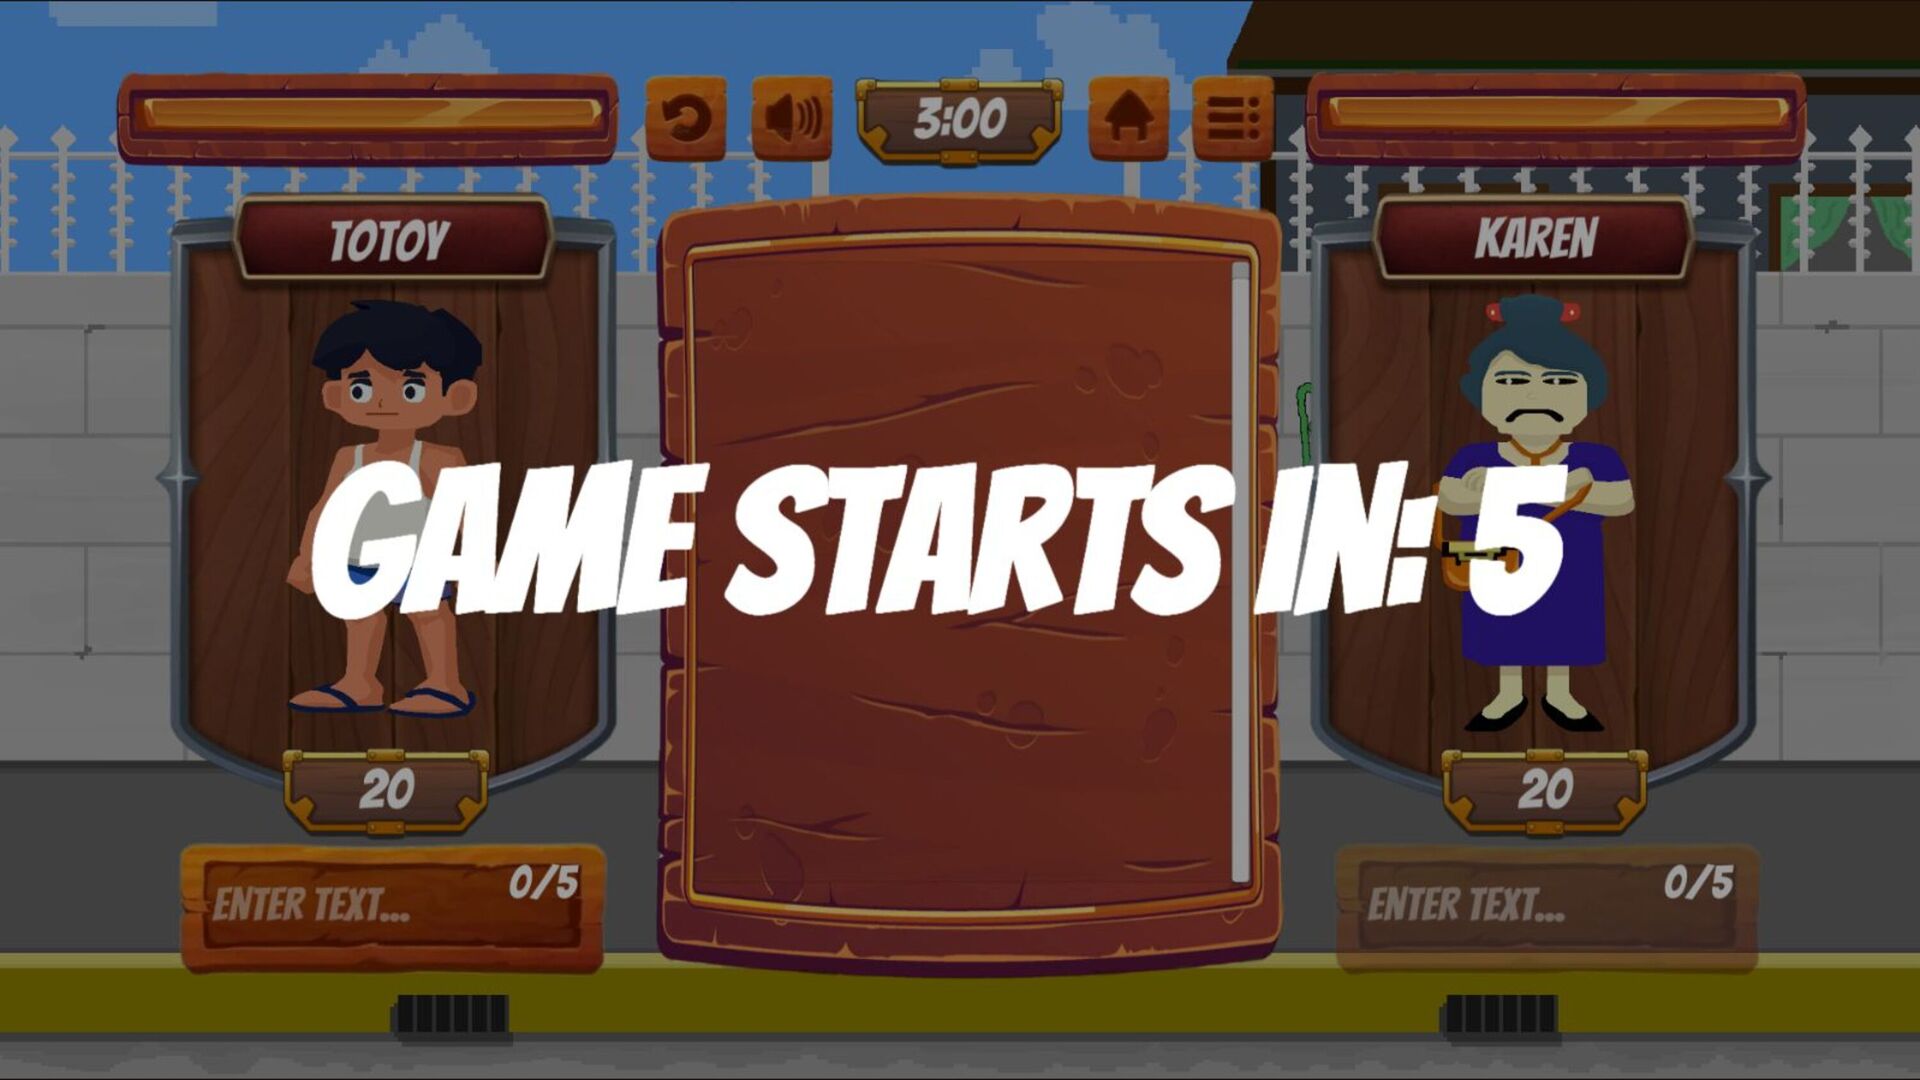 3:00
TOTOY
KAREN
GAME STARTS IN: 5
20
20
ENTER TEXT...
0/5
ENTER TEXT...
0/5